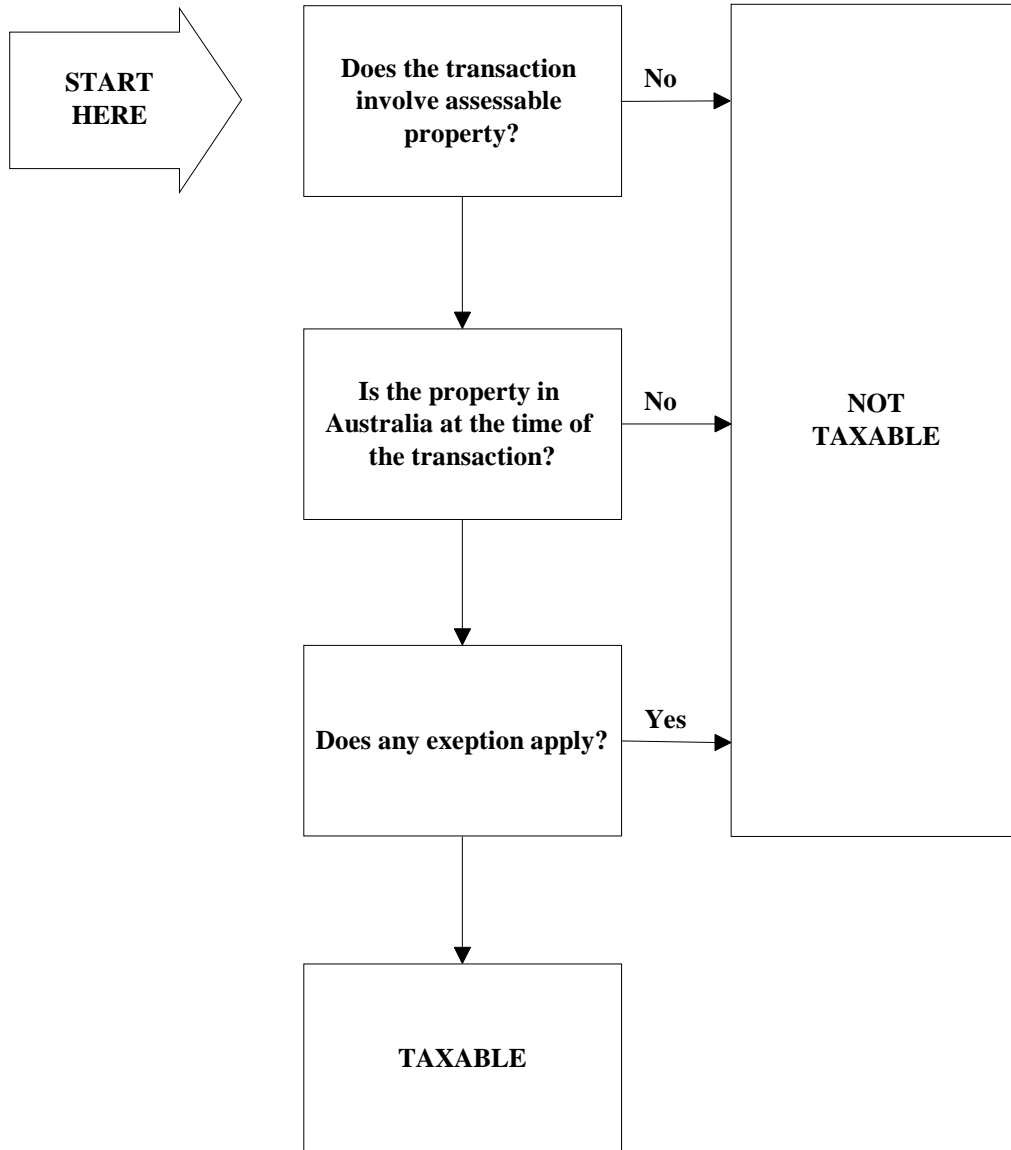 START
HERE
Does the transaction
involve assessable
property?
No
Is the property in
Australia at the time of
the transaction?
No
NOT
TAXABLE
Does any exeption apply?
Yes
TAXABLE